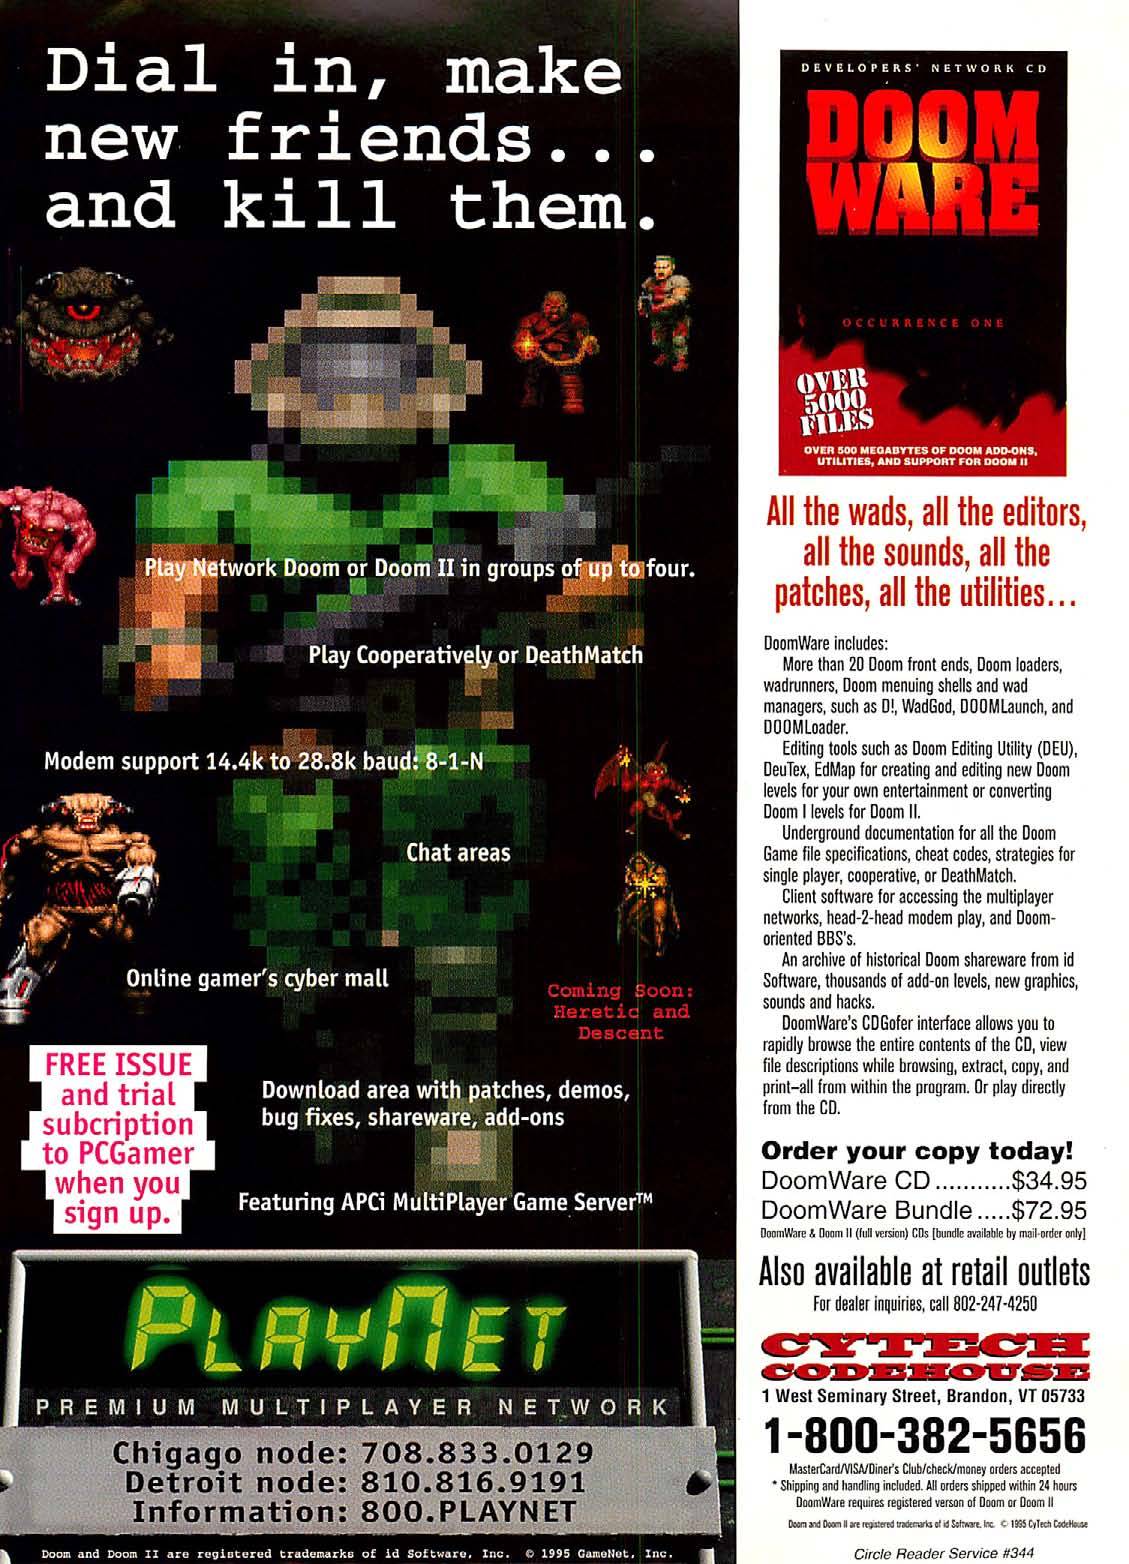 Dial in, make
new friends...
and kill them.
Play Network Doom or Doom II in groups of up to four.
Play Cooperatively or DeathMatch
Modem support 14.4k to 28.8k baud: 8-1-N
Chat areas
Online gamer's cyber mall
Coming Soon:
Heretic and
Descent
FREE ISSUE
and trial
subcription
to PCGamer
when you
sign up.
Download area with patches, demos,
bug fixes, shareware, add-ons
Featuring APCi MultiPlayer Game Server™
PLAYNET
PREMIUM MULTIPLAYER NETWORK
Chigago node: 708.833.0129
Detroit node: 810.816.9191
Information: 800.PLAYNET
Doom and Doom II are registered trademarks of id Software, Inc. © 1995 GameNet, Inc.
DEVELOPERS' NETWORK CD
DOOM
WARE
OCCURRENCE ONE
OVER
5000
FILES
OVER 500 MEGABYTES OF DOOM ADD-ONS,
UTILITIES, AND SUPPORT FOR DOOM II
All the wads, all the editors,
all the sounds, all the
patches, all the utilities...
DoomWare includes:
More than 20 Doom front ends, Doom loaders,
wadrunners, Doom menuing shells and wad
managers, such as D!, WadGod, DOOMLaunch, and
DOOMLoader.
Editing tools such as Doom Editing Utility (DEU),
DeuTex, EdMap for creating and editing new Doom
levels for your own entertainment or converting
Doom I levels for Doom II.
Underground documentation for all the Doom
Game file specifications, cheat codes, strategies for
single player, cooperative, or DeathMatch.
Client software for accessing the multiplayer
networks, head-2-head modem play, and Doom-
oriented BBS's.
An archive of historical Doom shareware from id
Software, thousands of add-on levels, new graphics,
sounds and hacks.
DoomWare's CDGofer interface allows you to
rapidly browse the entire contents of the CD, view
file descriptions while browsing, extract, copy, and
print–all from within the program. Or play directly
from the CD.
Order your copy today!
DoomWare CD ...........$34.95
DoomWare Bundle .....$72.95
DoomWare & Doom II (full version) CDs [bundle available by mail-order only]
Also available at retail outlets
For dealer inquiries, call 802-247-4250
CYTECH
CODEHOUSE
1 West Seminary Street, Brandon, VT 05733
1-800-382-5656
MasterCard/VISA/Diner's Club/check/money orders accepted
* Shipping and handling included. All orders shipped within 24 hours
DoomWare requires registered verson of Doom or Doom II
Doom and Doom II are registered trademarks of id Software, Inc. © 1995 CyTech CodeHouse
Circle Reader Service #344